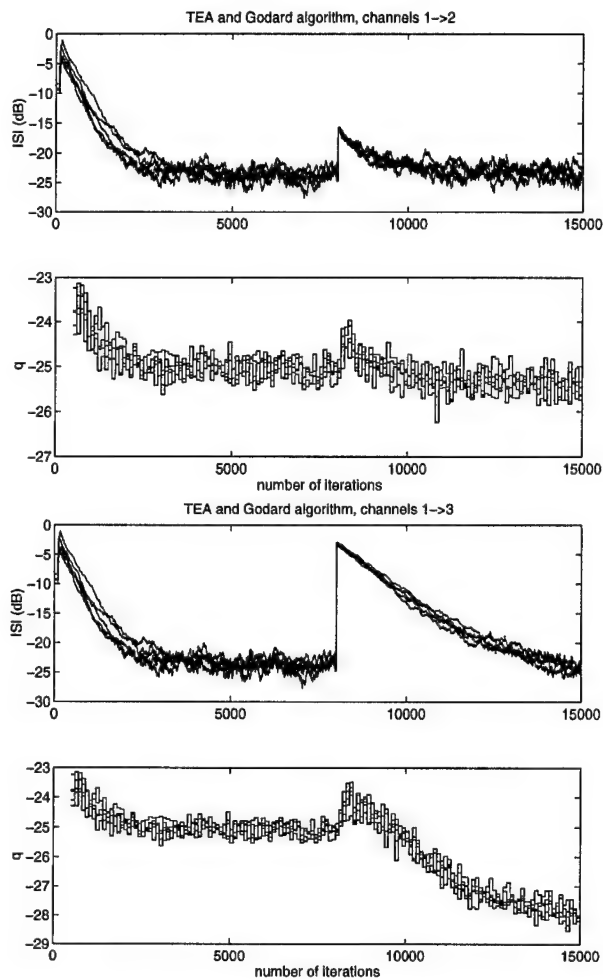 TEA and Godard algorithm, channels 1->2
0
-5
-10
-15
-20
-25
-30
ISI (dB)
0 5000 10000 15000
-23
-24
-25
-26
-27
q
0 5000 10000 15000
number of iterations
TEA and Godard algorithm, channels 1->3
0
-5
-10
-15
-20
-25
-30
ISI (dB)
0 5000 10000 15000
-23
-24
-25
-26
-27
-28
-29
q
0 5000 10000 15000
number of iterations